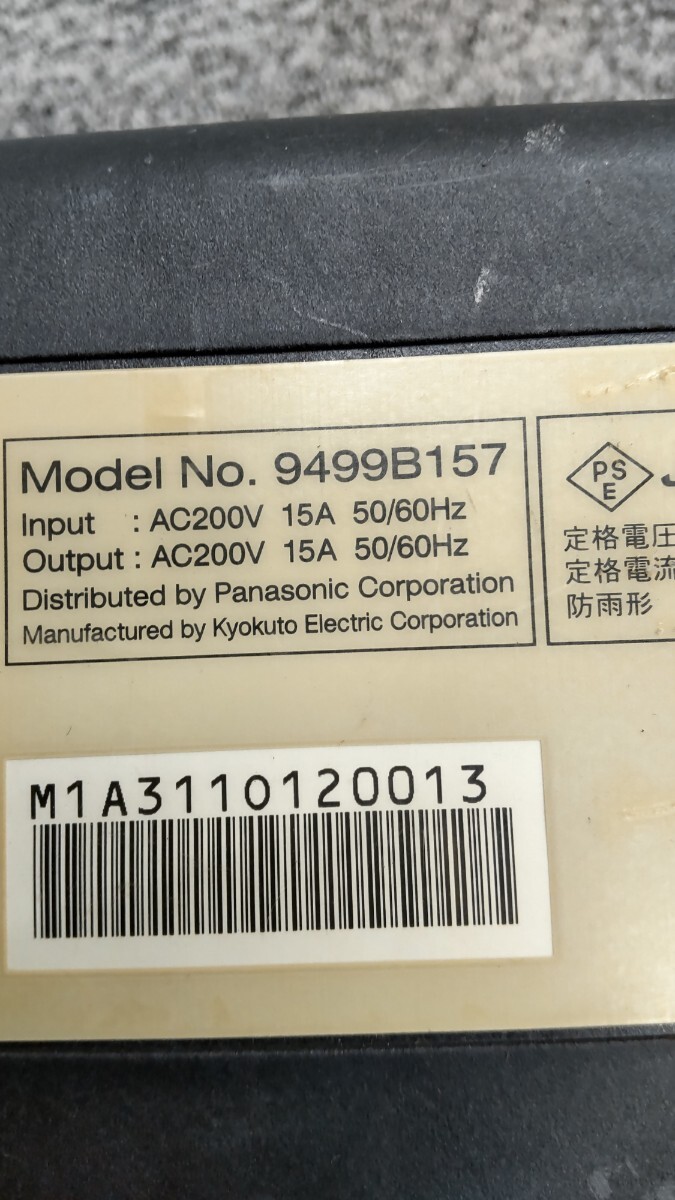 Model No. 9499B157
Input : AC200V 15A 50/60Hz
Output : AC200V 15A 50/60Hz
Distributed by Panasonic Corporation
Manufactured by Kyokuto Electric Corporation
PS
E
定格電圧
定格電流
防雨形
M1A3110120013